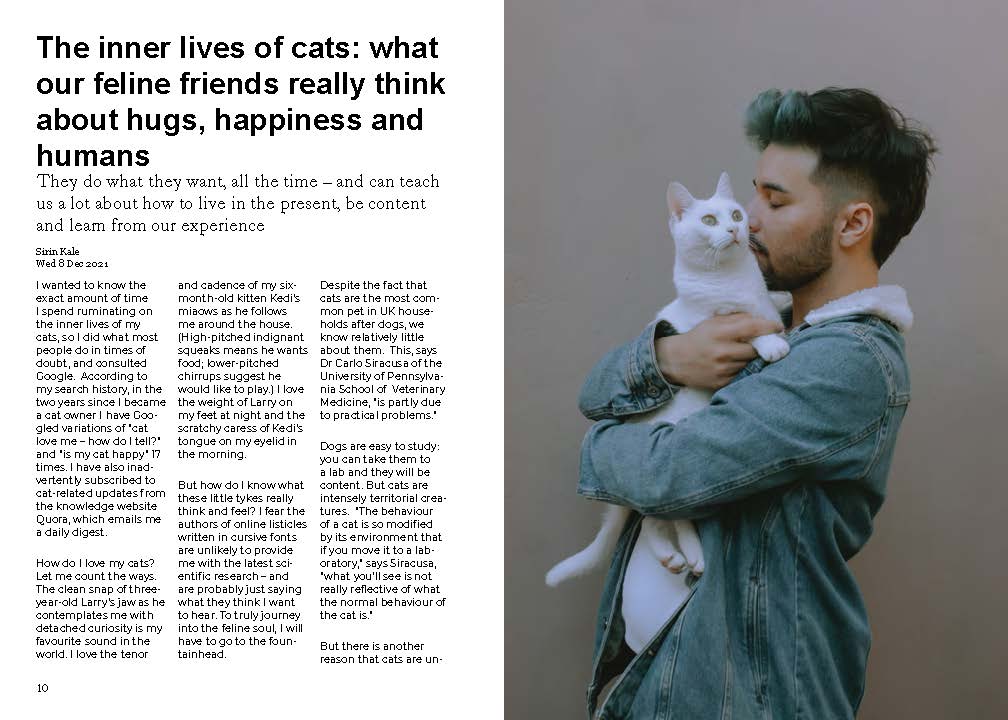 The inner lives of cats: what
our feline friends really think
about hugs, happiness and
humans
They do what they want, all the time – and can teach
us a lot about how to live in the present, be content
and learn from our experience
Sirin Kale
Wed 8 Dec 2021
I wanted to know the
exact amount of time
I spend ruminating on
the inner lives of my
cats, so I did what most
people do in times of
doubt, and consulted
Google. According to
my search history, in the
two years since I became
a cat owner I have Goo-
gled variations of "cat
love me – how do I tell?"
and "is my cat happy" 17
times. I have also inad-
vertently subscribed to
cat-related updates from
the knowledge website
Quora, which emails me
a daily digest.
How do I love my cats?
Let me count the ways.
The clean snap of three-
year-old Larry's jaw as he
contemplates me with
detached curiosity is my
favourite sound in the
world. I love the tenor
and cadence of my six-
month-old kitten Kedi's
miaows as he follows
me around the house.
(High-pitched indignant
squeaks means he wants
food; lower-pitched
chirrups suggest he
would like to play.) I love
the weight of Larry on
my feet at night and the
scratchy caress of Kedi's
tongue on my eyelid in
the morning.
But how do I know what
these little tykes really
think and feel? I fear the
authors of online listicles
written in cursive fonts
are unlikely to provide
me with the latest sci-
entific research – and
are probably just saying
what they think I want
to hear. To truly journey
into the feline soul, I will
have to go to the foun-
tainhead.
Despite the fact that
cats are the most com-
mon pet in UK house-
holds after dogs, we
know relatively little
about them. This, says
Dr Carlo Siracusa of the
University of Pennsylva-
nia School of Veterinary
Medicine, "is partly due
to practical problems."
Dogs are easy to study:
you can take them to
a lab and they will be
content. But cats are
intensely territorial crea-
tures. "The behaviour
of a cat is so modified
by its environment that
if you move it to a lab-
oratory," says Siracusa,
"what you'll see is not
really reflective of what
the normal behaviour of
the cat is."
But there is another
reason that cats are un-
10